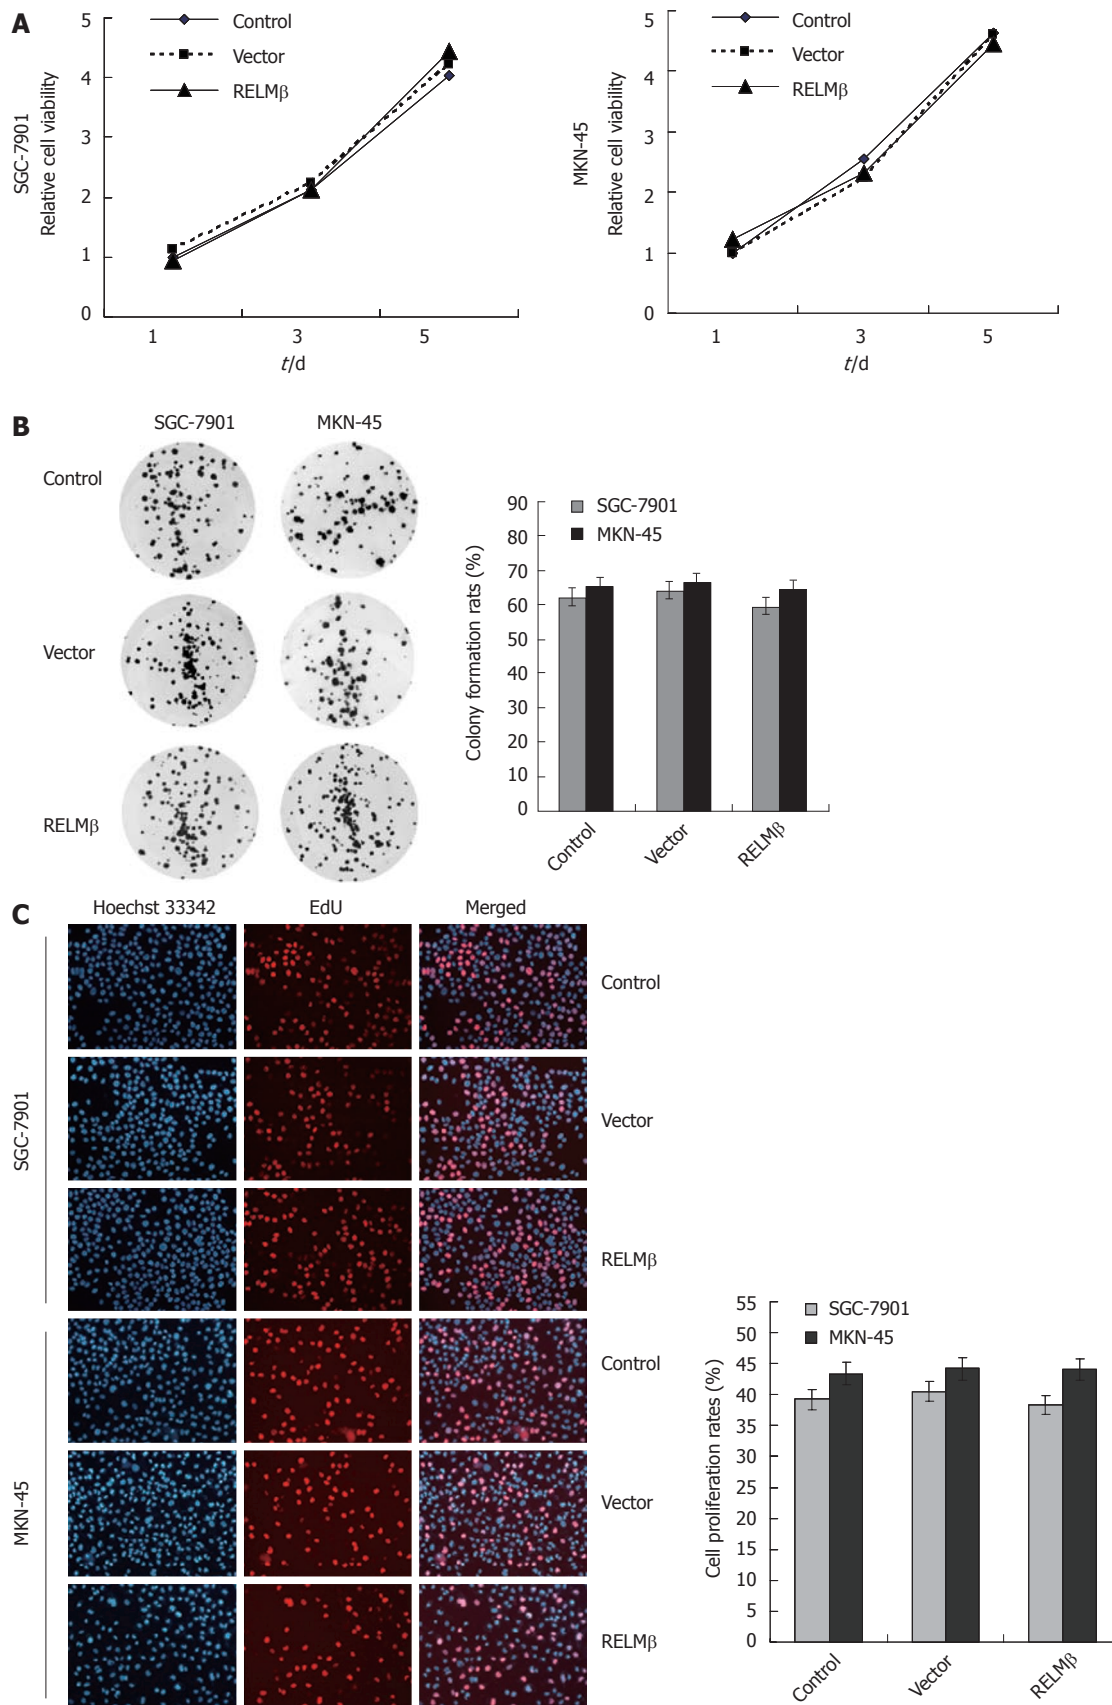 A
SGC-7901
Relative cell viability
5
4
3
2
1
0
Control
Vector
RELMβ
1 3 5
t/d
MKN-45
Relative cell viability
5
4
3
2
1
0
Control
Vector
RELMβ
1 3 5
t/d
B
SGC-7901 MKN-45
Control
Vector
RELMβ
Colony formation rats (%)
90
80
70
60
50
40
30
20
10
0
SGC-7901
MKN-45
Control Vector RELMβ
C
Hoechst 33342 EdU Merged
SGC-7901
Control
Vector
RELMβ
MKN-45
Control
Vector
RELMβ
Cell proliferation rates (%)
55
50
45
40
35
30
25
20
15
10
5
0
SGC-7901
MKN-45
Control Vector RELMβ